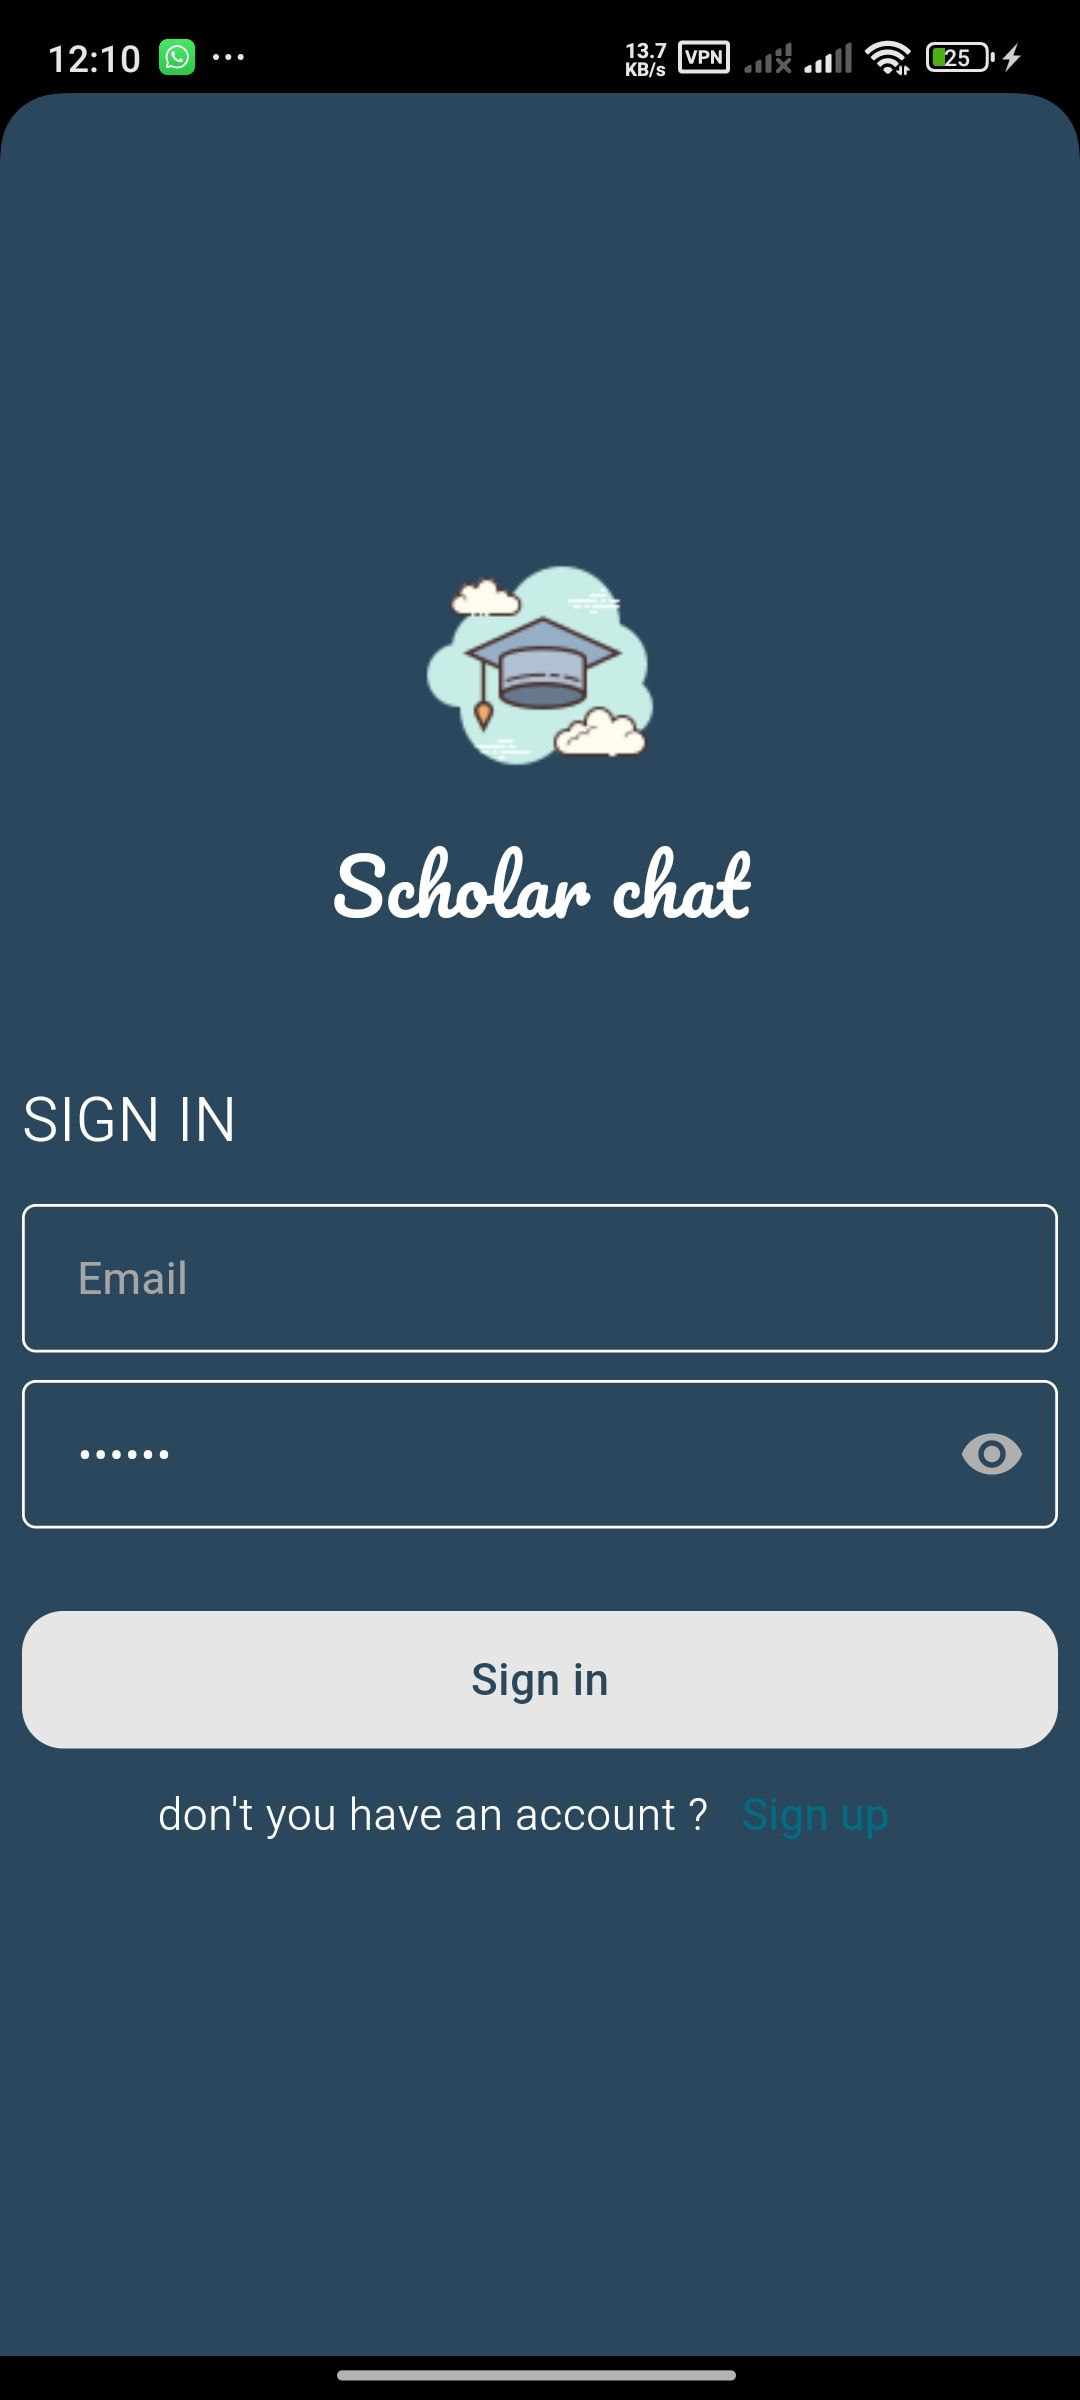 12:10 ... 13.7 KB/s VPN 25
Scholar chat
SIGN IN
Email
••••••
Sign in
don't you have an account ? Sign up